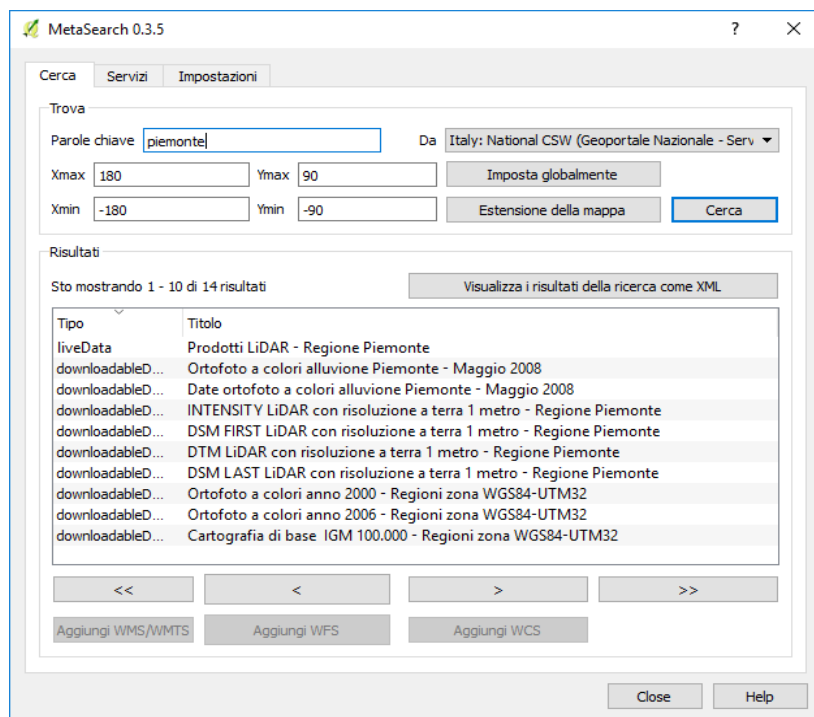 MetaSearch 0.3.5 ?
Cerca Servizi Impostazioni
Trova
Parole chiave piemonte Da Italy: National CSW (Geoportale Nazionale - Serv
Xmax 180 Ymax 90 Imposta globalmente
Xmin -180 Ymin -90 Estensione della mappa Cerca
Risultati
Sto mostrando 1 - 10 di 14 risultati Visualizza i risultati della ricerca come XML
Tipo Titolo
liveData Prodotti LiDAR - Regione Piemonte
downloadableD... Ortofoto a colori alluvione Piemonte - Maggio 2008
downloadableD... Date ortofoto a colori alluvione Piemonte - Maggio 2008
downloadableD... INTENSITY LiDAR con risoluzione a terra 1 metro - Regione Piemonte
downloadableD... DSM FIRST LiDAR con risoluzione a terra 1 metro - Regione Piemonte
downloadableD... DTM LiDAR con risoluzione a terra 1 metro - Regione Piemonte
downloadableD... DSM LAST LiDAR con risoluzione a terra 1 metro - Regione Piemonte
downloadableD... Ortofoto a colori anno 2000 - Regioni zona WGS84-UTM32
downloadableD... Ortofoto a colori anno 2006 - Regioni zona WGS84-UTM32
downloadableD... Cartografia di base IGM 100.000 - Regioni zona WGS84-UTM32
<< < > >>
Aggiungi WMS/WMTS Aggiungi WFS Aggiungi WCS
Close Help